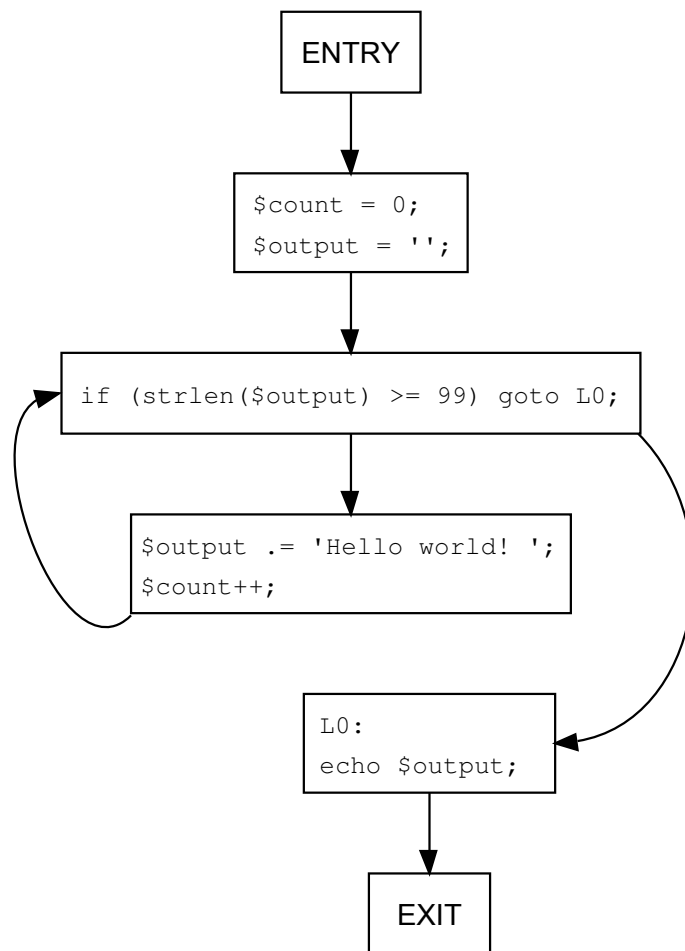 ENTRY
$count = 0;
$output = '';
if (strlen($output) >= 99) goto L0;
$output .= 'Hello world! ';
$count++;
L0:
echo $output;
EXIT